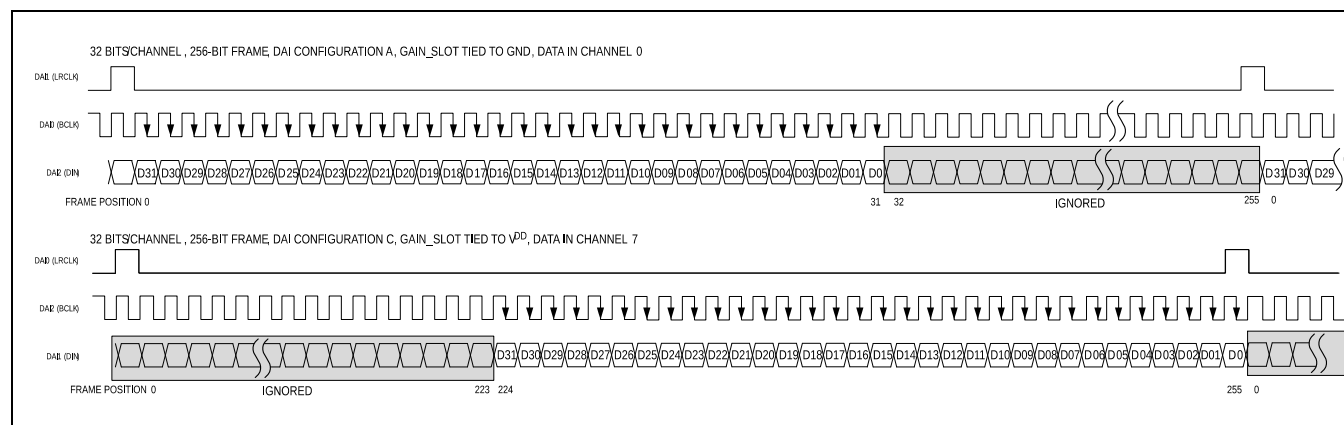 32 BITS/CHANNEL , 256-BIT FRAME, DAI CONFIGURATION A, GAIN_SLOT TIED TO GND, DATA IN CHANNEL 0
DAI1 (LRCLK)
DAI0 (BCLK)
DAI2 (DIN) D31 D30 D29 D28 D27 D26 D25 D24 D23 D22 D21 D20 D19 D18 D17 D16 D15 D14 D13 D12 D11 D10 D09 D08 D07 D06 D05 D04 D03 D02 D01 D0 D31 D30 D29
FRAME POSITION 0 31 32 IGNORED 255 0
32 BITS/CHANNEL , 256-BIT FRAME, DAI CONFIGURATION C, GAIN_SLOT TIED TO VDD, DATA IN CHANNEL 7
DAI0 (LRCLK)
DAI2 (BCLK)
DAI1 (DIN) D31 D30 D29 D28 D27 D26 D25 D24 D23 D22 D21 D20 D19 D18 D17 D16 D15 D14 D13 D12 D11 D10 D09 D08 D07 D06 D05 D04 D03 D02 D01 D0
FRAME POSITION 0 IGNORED 223 224 255 0